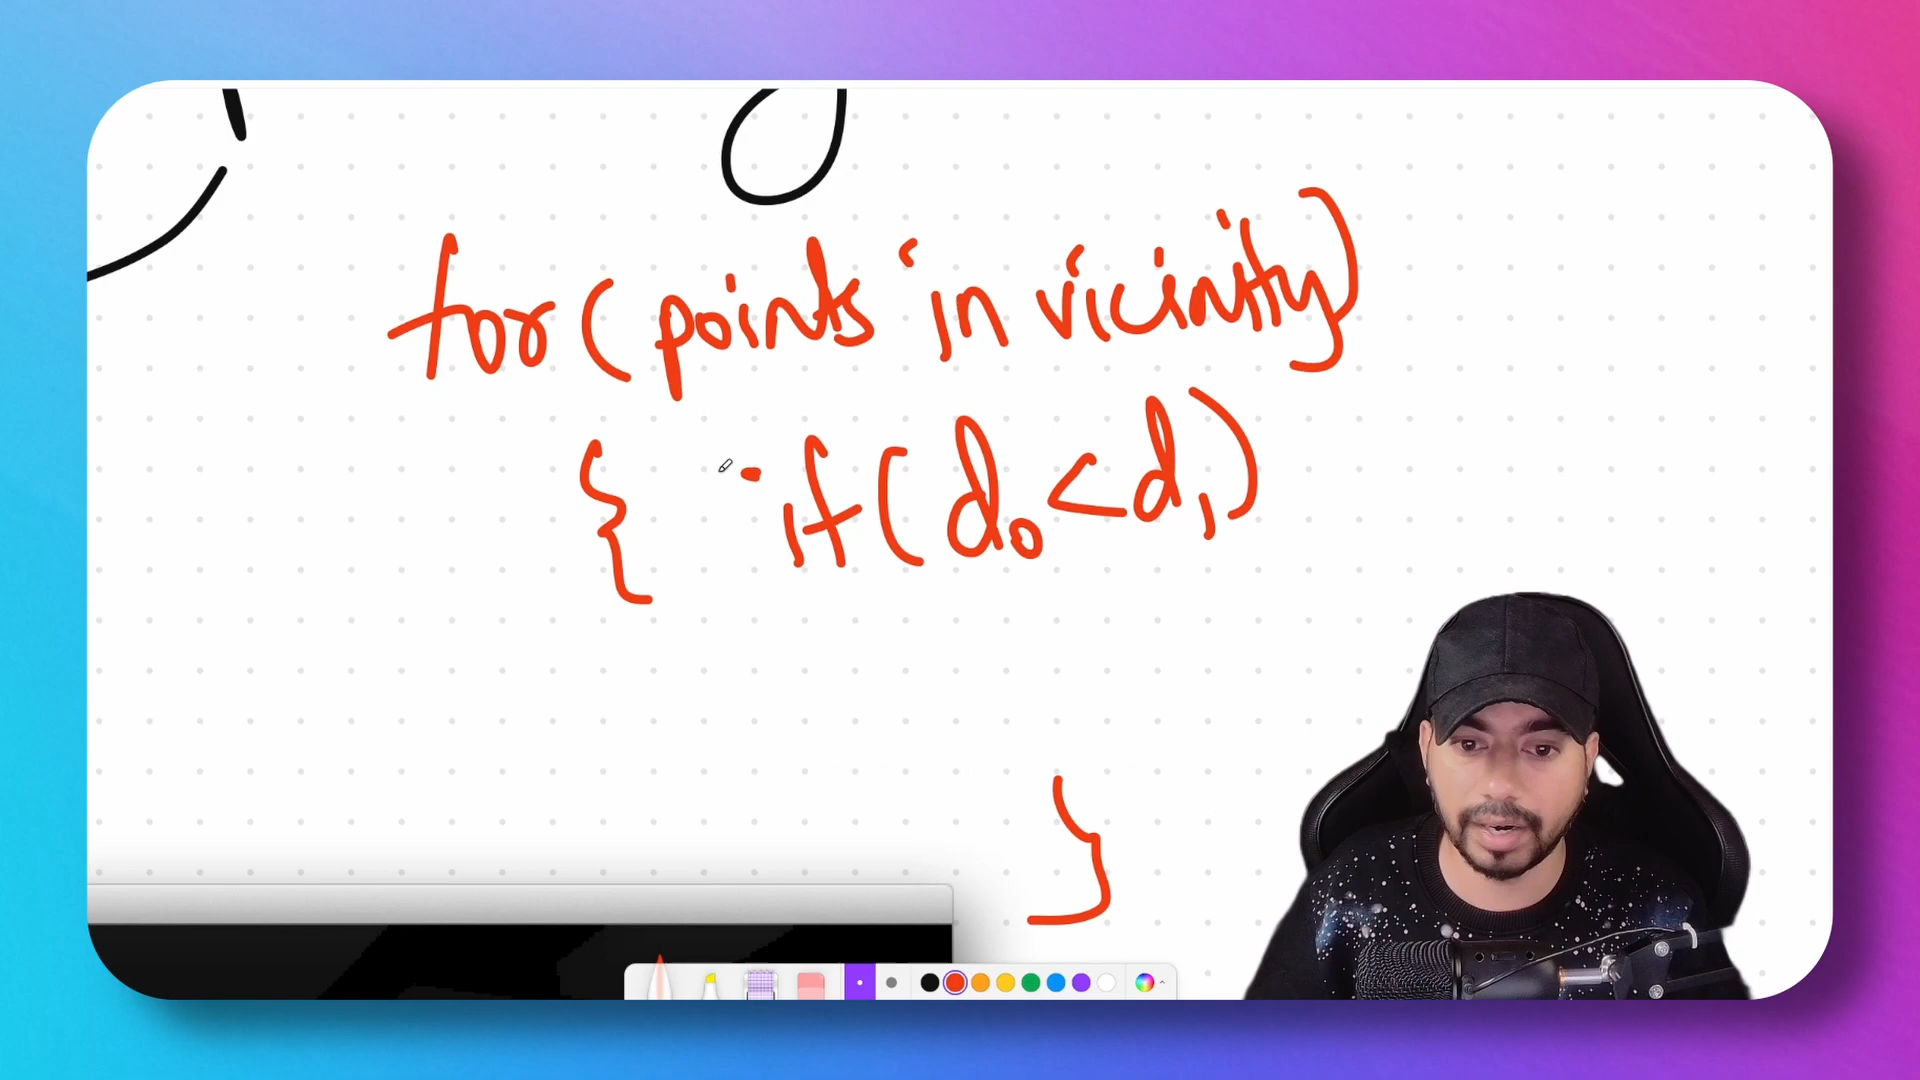 for(points in vicinity)
{ if(d₀<d₁)
}